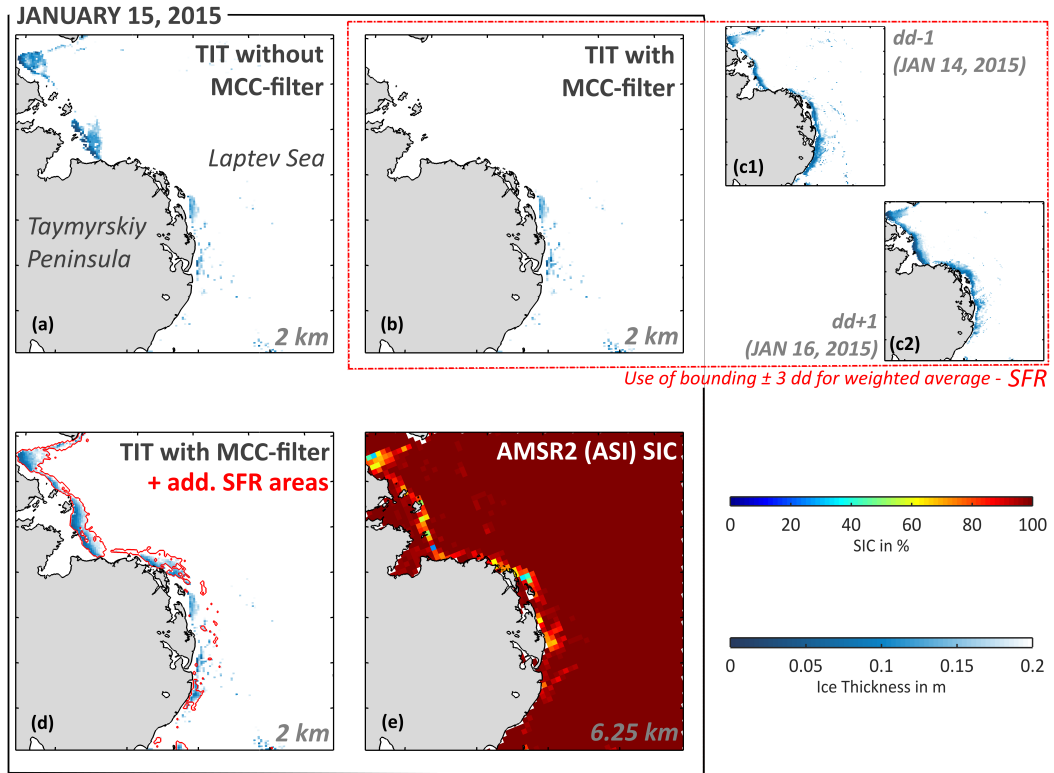 JANUARY 15, 2015
TIT without
MCC-filter
Laptev Sea
Taymyrskiy
Peninsula
(a)
2 km
TIT with
MCC-filter
(b)
2 km
dd-1
(JAN 14, 2015)
(c1)
dd+1
(JAN 16, 2015)
(c2)
Use of bounding ± 3 dd for weighted average - SFR
TIT with MCC-filter
+ add. SFR areas
(d)
2 km
AMSR2 (ASI) SIC
(e)
6.25 km
0 20 40 60 80 100
SIC in %
0 0.05 0.1 0.15 0.2
Ice Thickness in m